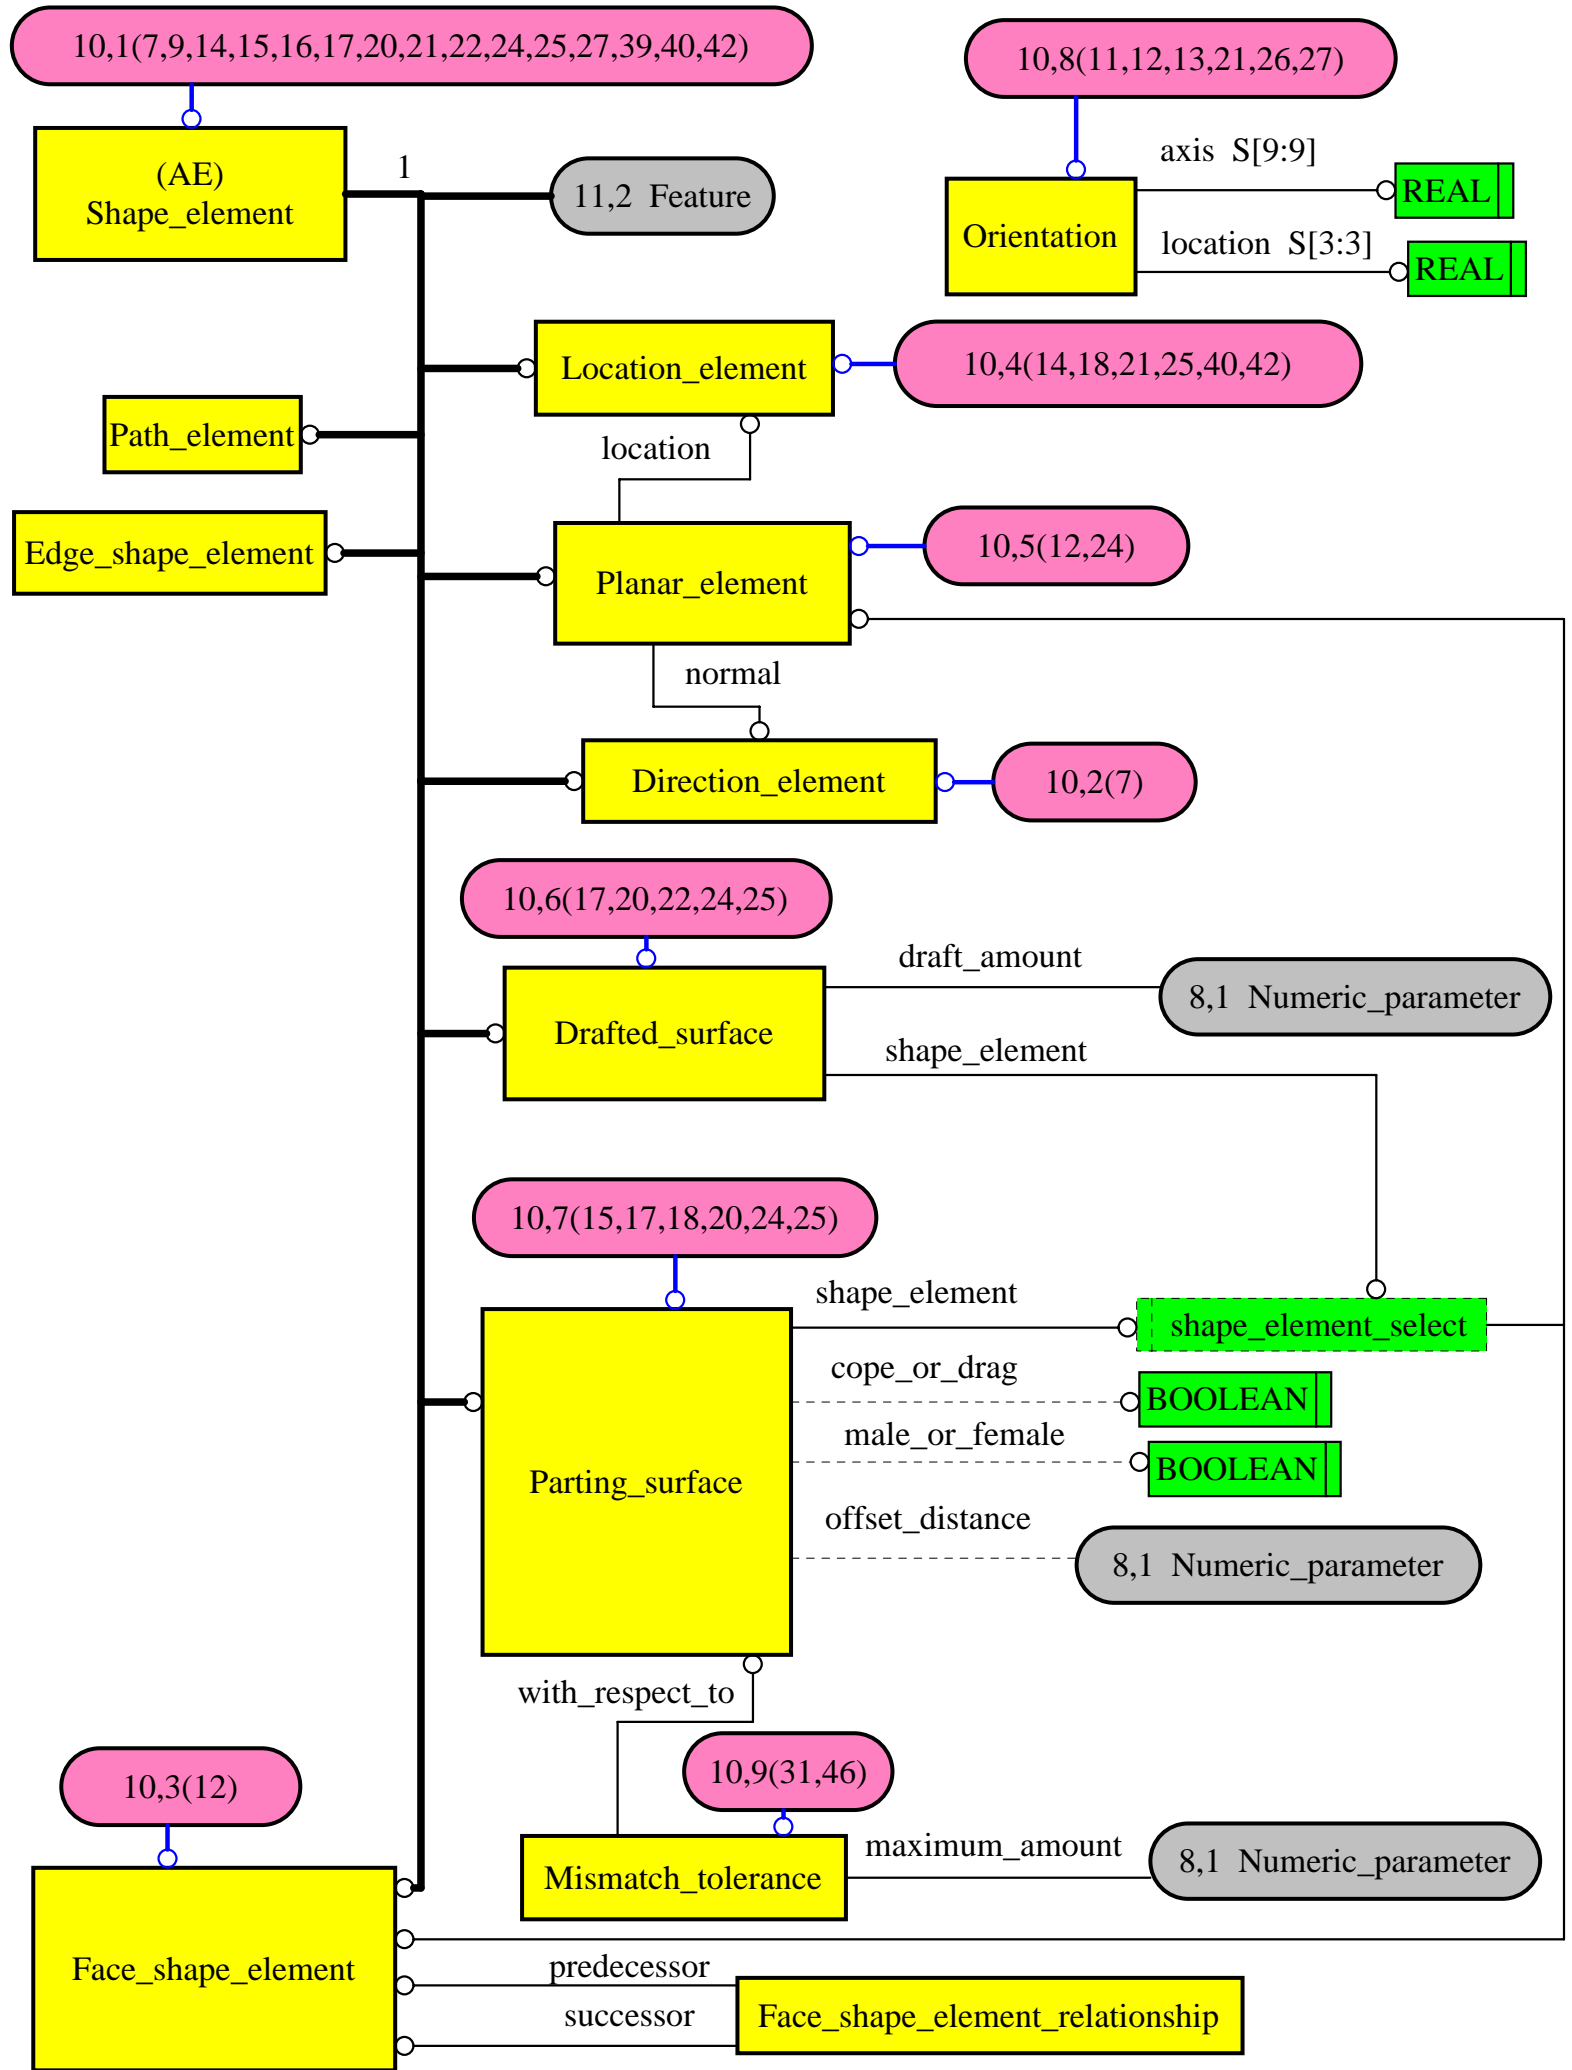 10,1(7,9,14,15,16,17,20,21,22,24,25,27,39,40,42)
10,8(11,12,13,21,26,27)
(AE)
Shape_element
1
11,2 Feature
Orientation
axis S[9:9]
REAL
location S[3:3]
REAL
Location_element
10,4(14,18,21,25,40,42)
Path_element
location
Edge_shape_element
Planar_element
10,5(12,24)
normal
Direction_element
10,2(7)
10,6(17,20,22,24,25)
Drafted_surface
draft_amount
8,1 Numeric_parameter
shape_element
10,7(15,17,18,20,24,25)
Parting_surface
shape_element
shape_element_select
cope_or_drag
BOOLEAN
male_or_female
BOOLEAN
offset_distance
8,1 Numeric_parameter
with_respect_to
10,9(31,46)
10,3(12)
Mismatch_tolerance
maximum_amount
8,1 Numeric_parameter
Face_shape_element
predecessor
successor
Face_shape_element_relationship